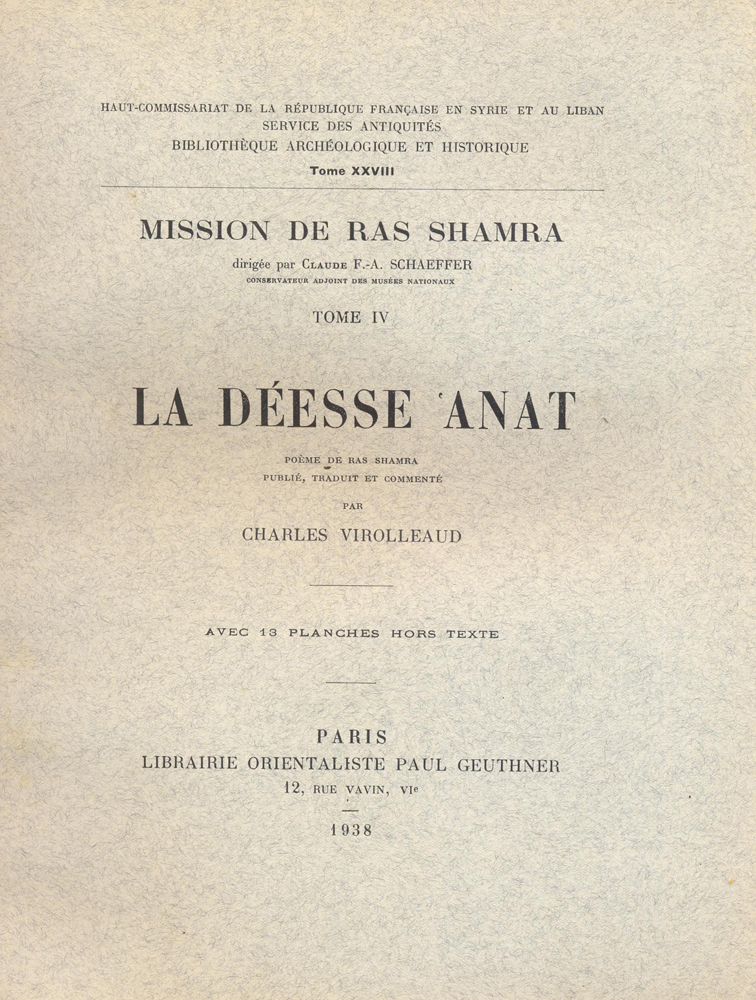 HAUT-COMMISSARIAT DE LA RÉPUBLIQUE FRANÇAISE EN SYRIE ET AU LIBAN
SERVICE DES ANTIQUITÉS
BIBLIOTHÈQUE ARCHÉOLOGIQUE ET HISTORIQUE
Tome XXVIII
MISSION DE RAS SHAMRA
dirigée par CLAUDE F.-A. SCHAEFFER
CONSERVATEUR ADJOINT DES MUSÉES NATIONAUX
TOME IV
LA DÉESSE ʿANAT
POÈME DE RAS SHAMRA
PUBLIÉ, TRADUIT ET COMMENTÉ
PAR
CHARLES VIROLLEAUD
AVEC 13 PLANCHES HORS TEXTE
PARIS
LIBRAIRIE ORIENTALISTE PAUL GEUTHNER
12, RUE VAVIN, VIe
1938